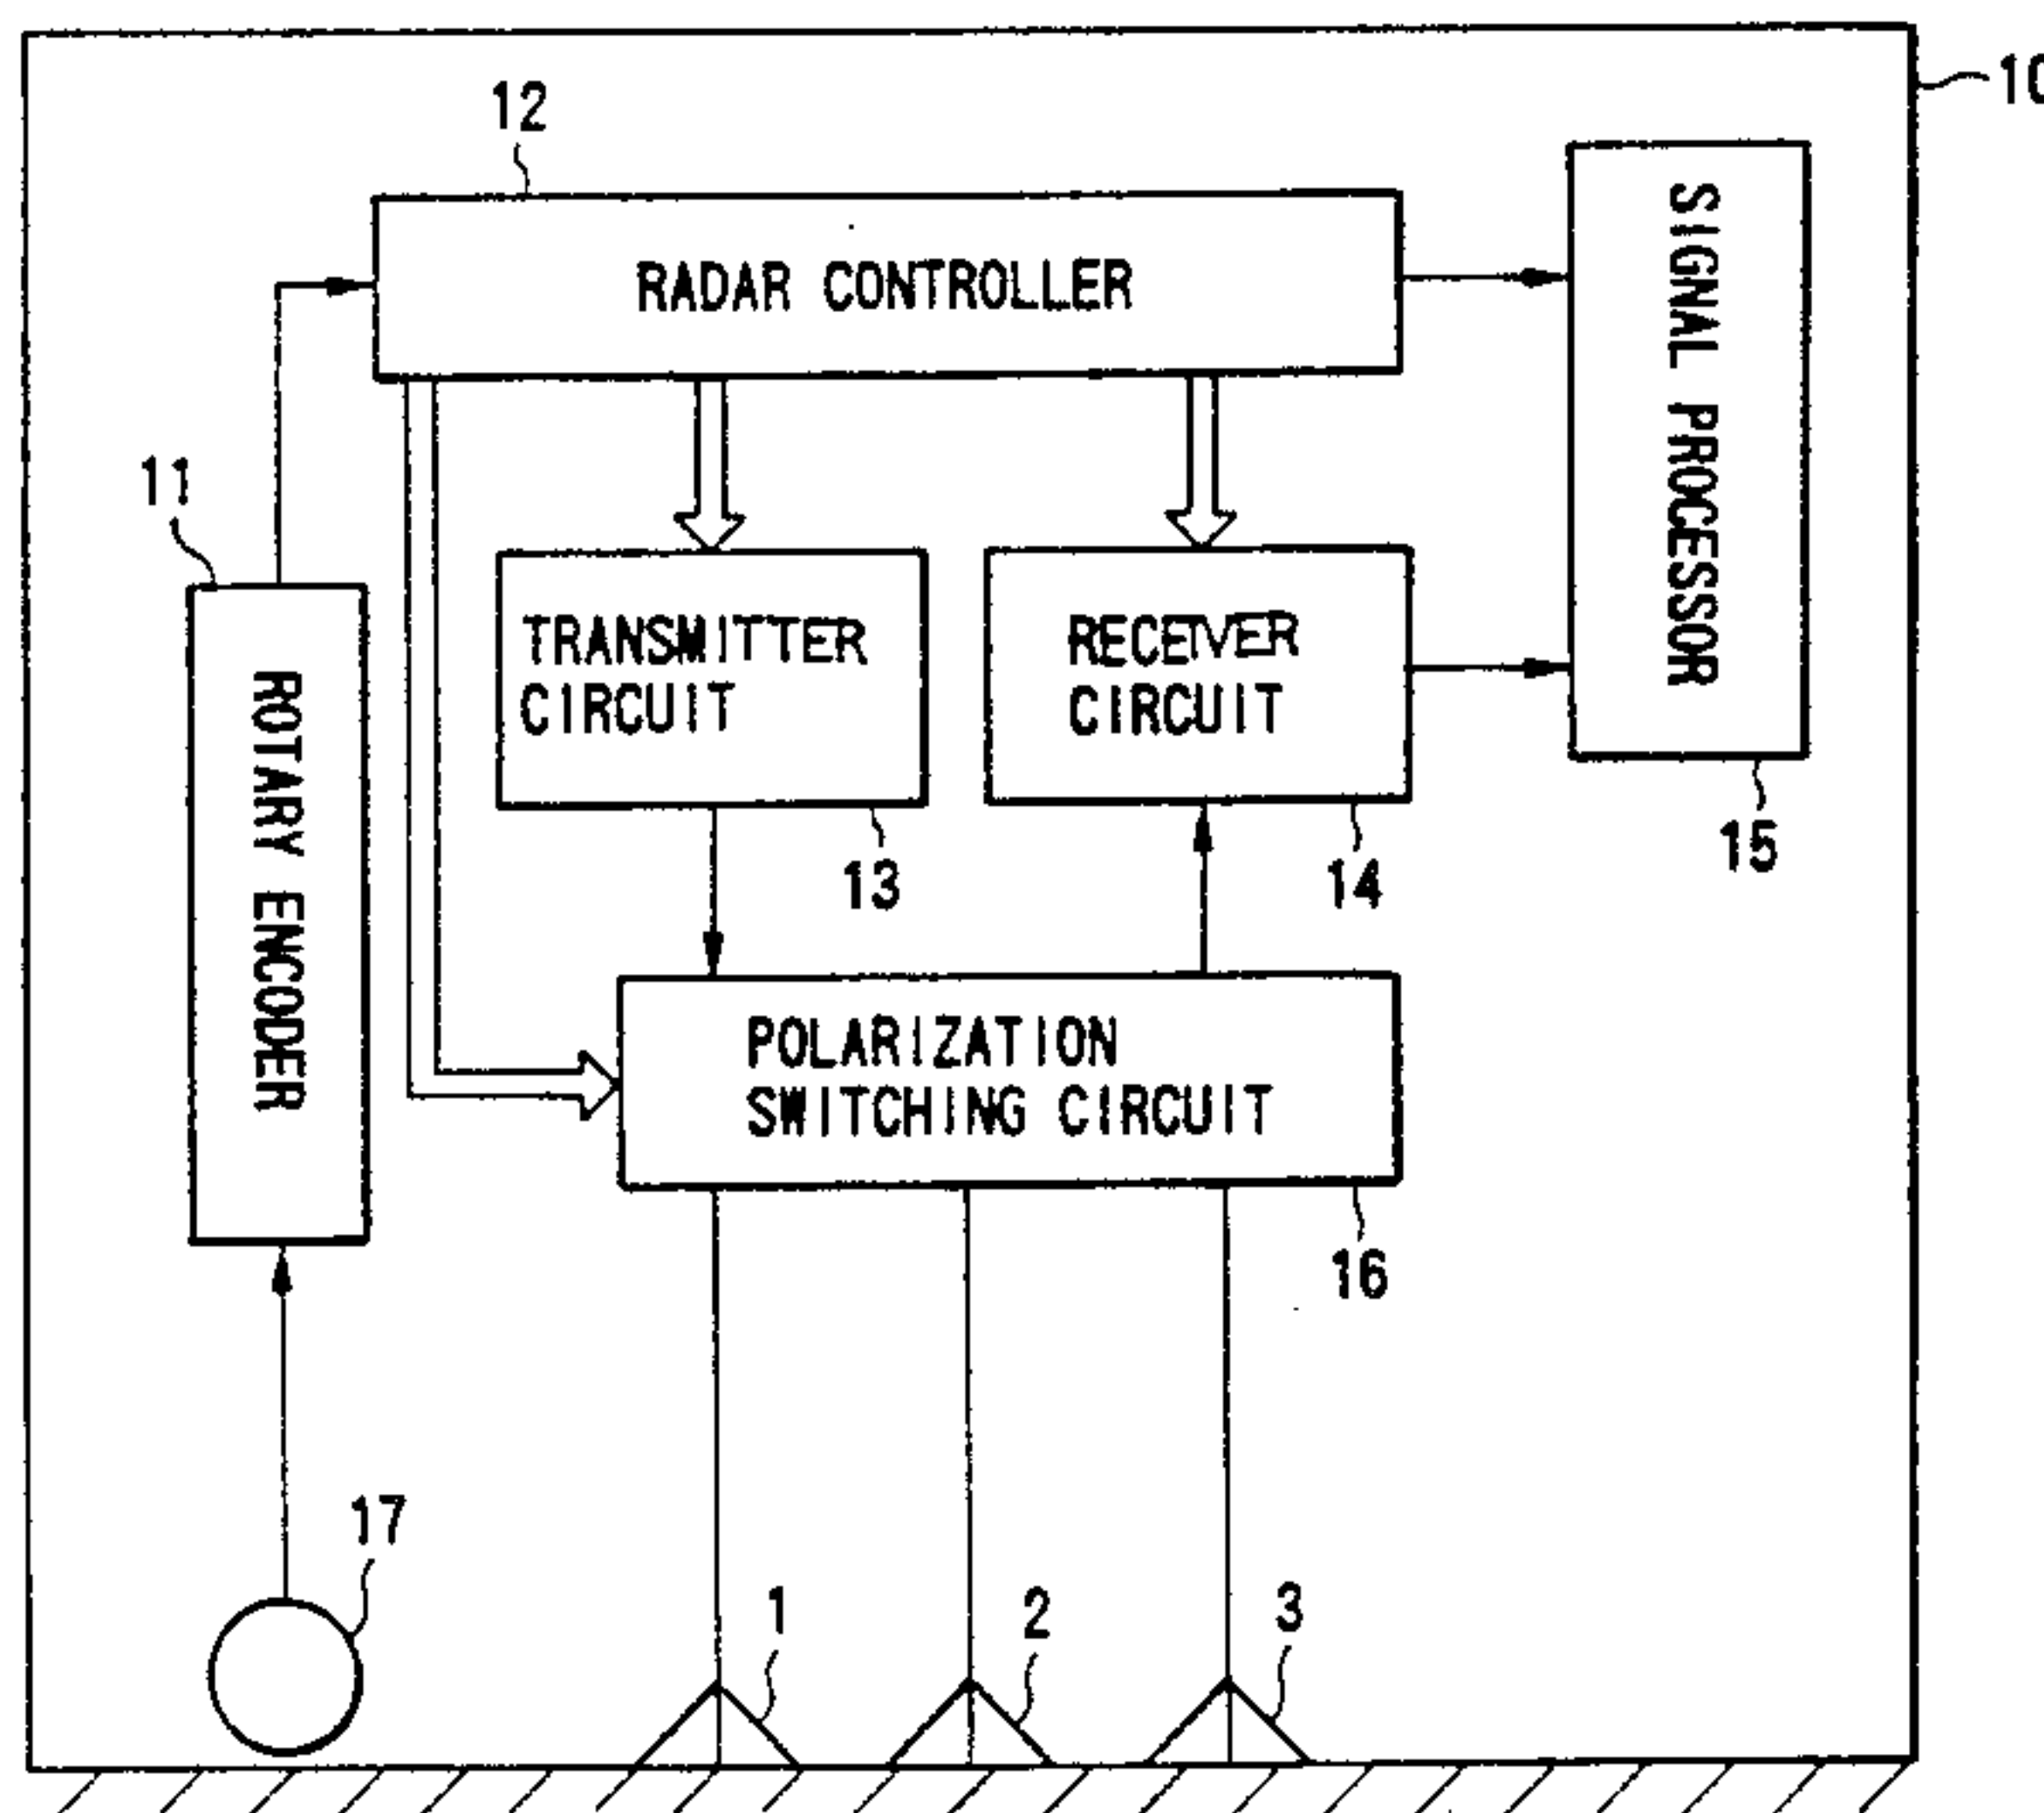 10
12
RADAR CONTROLLER
SIGNAL PROCESSOR
11
TRANSMITTER
CIRCUIT
RECEIVER
CIRCUIT
ROTARY ENCODER
13
14
15
POLARIZATION
SWITCHING CIRCUIT
16
17
1
2
3